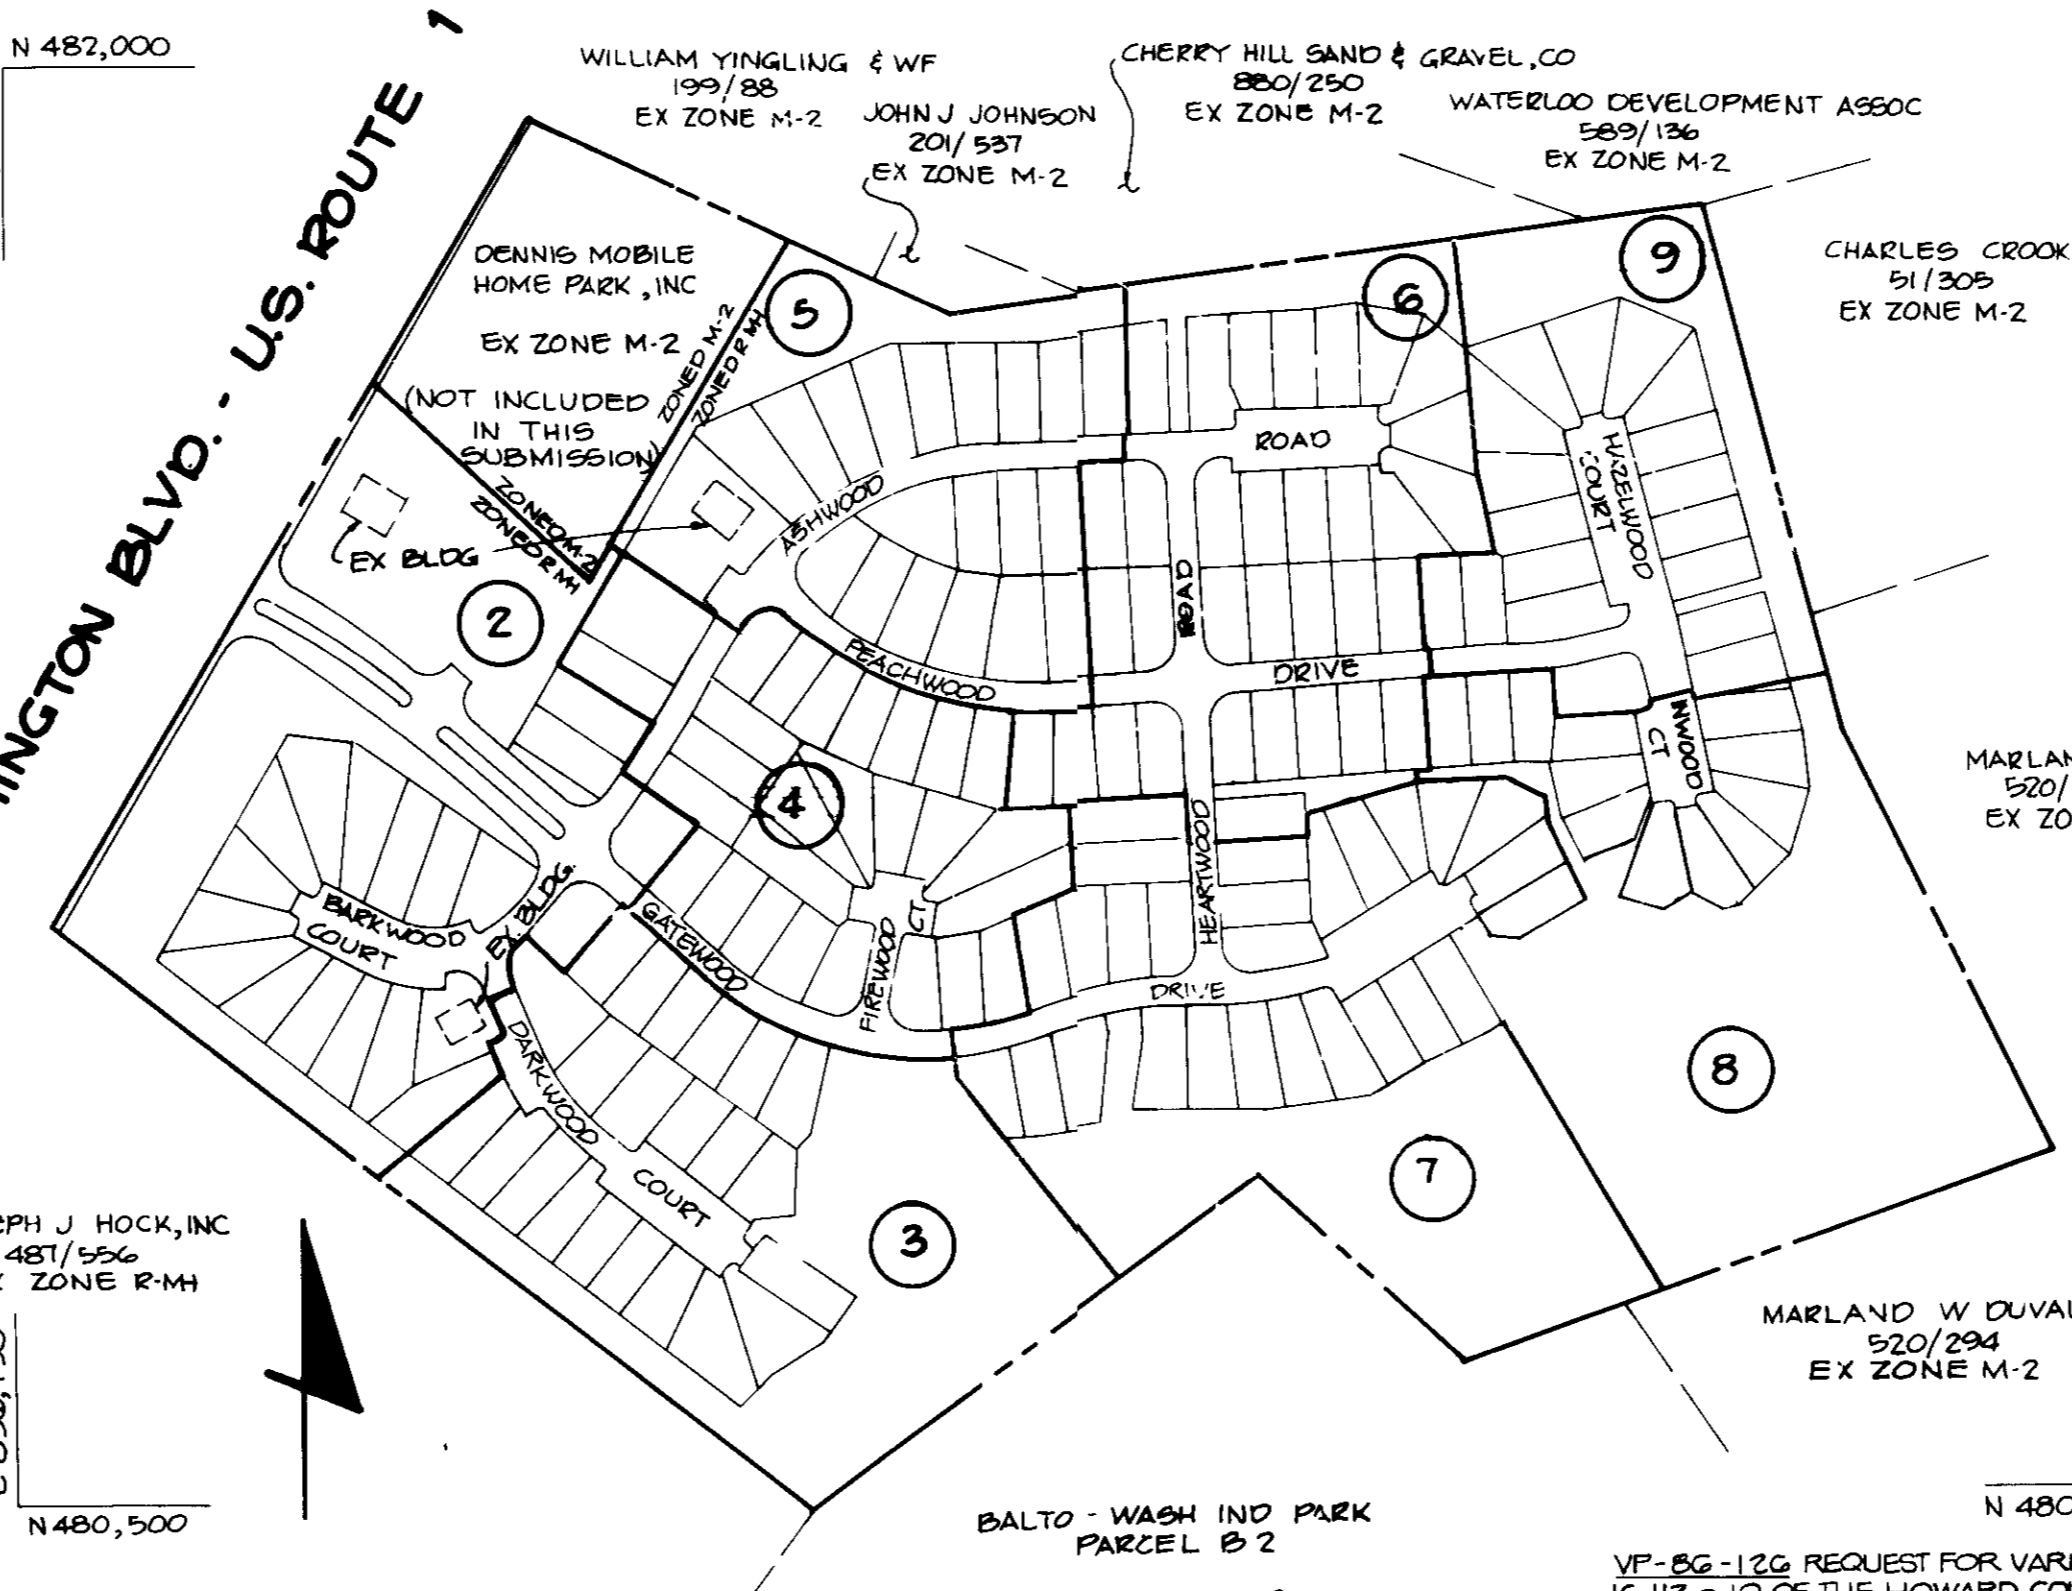 N 482,000
WILLIAM YINGLING & WF
199/88
EX ZONE M-2
JOHN J JOHNSON
201/537
EX ZONE M-2
CHERRY HILL SAND & GRAVEL, CO
880/250
EX ZONE M-2
WATERLOO DEVELOPMENT ASSOC
589/136
EX ZONE M-2
CHARLES CROOK
51/305
EX ZONE M-2
INGTON BLVD. - U.S. ROUTE 1
DENNIS MOBILE
HOME PARK, INC
EX ZONE M-2
(NOT INCLUDED
IN THIS
SUBMISSION)
ZONED M-2
ZONED R MH
ZONED M-2
ZONED R MH
5
6
9
EX BLDG
2
ASHWOOD
ROAD
HAZELWOOD
COURT
ROAD
PEACHWOOD
DRIVE
NWOOD
CT
4
MARLAN
520/
EX ZO
HEARTWOOD
BARKWOOD
COURT
EX. BLDG
GATEWOOD
FIREWOOD
CT
DRIVE
DARKWOOD
COURT
8
7
3
EPH J HOCK, INC
487/556
ZONE R-MH
N 480,500
MARLAND W DUVAL
520/294
EX ZONE M-2
BALTO - WASH IND PARK
PARCEL B 2
N 480
VP-86-126 REQUEST FOR VARI